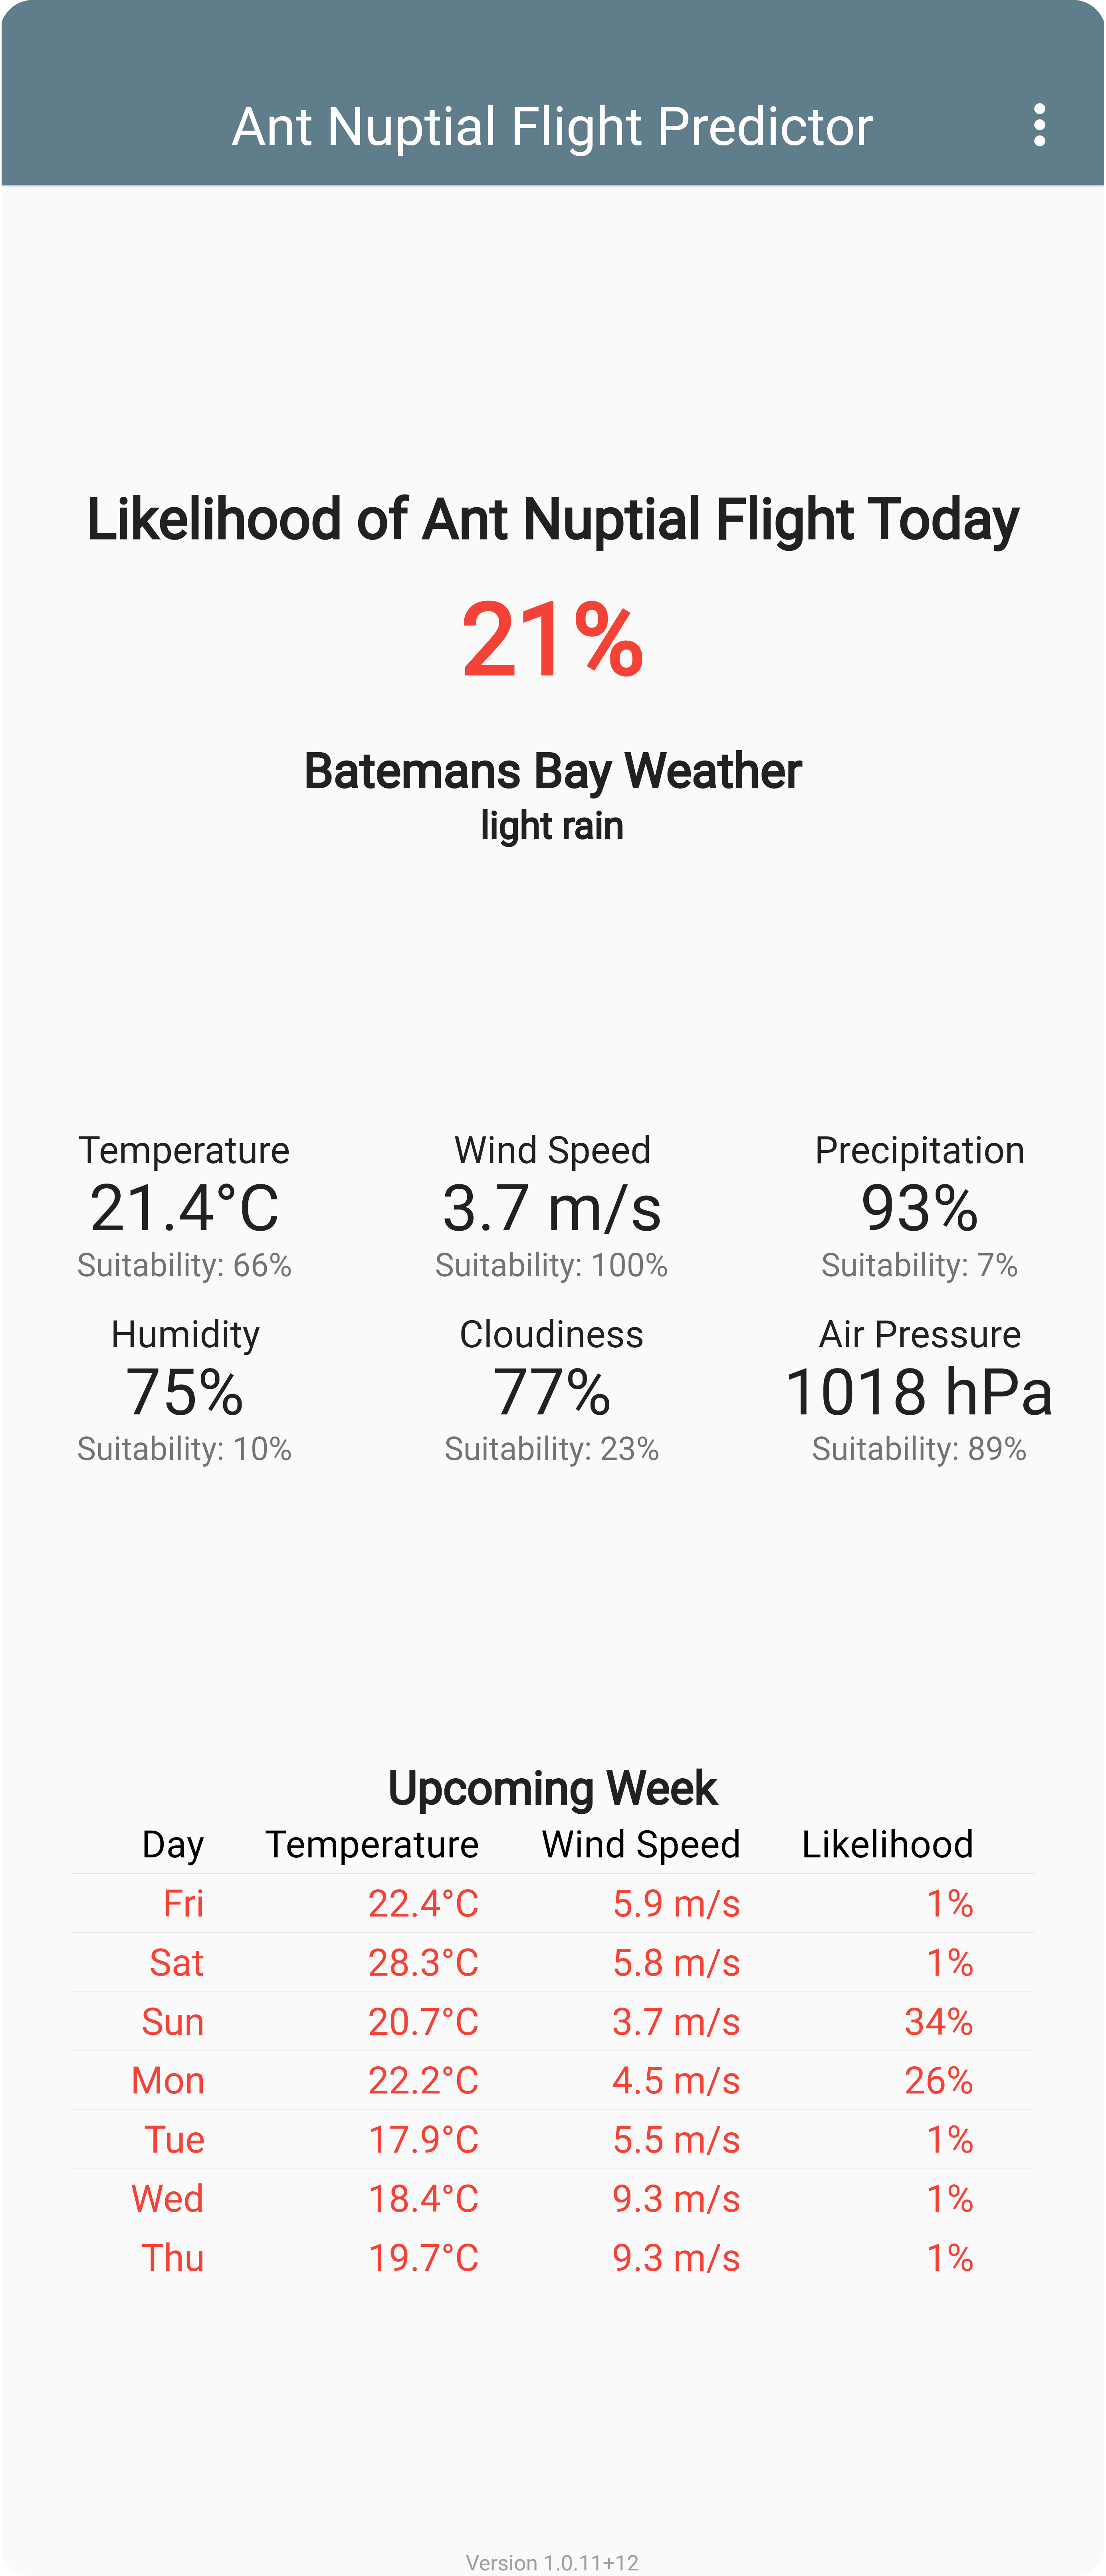 Ant Nuptial Flight Predictor
Likelihood of Ant Nuptial Flight Today
21%
Batemans Bay Weather
light rain
Temperature Wind Speed Precipitation
21.4°C 3.7 m/s 93%
Suitability: 66% Suitability: 100% Suitability: 7%
Humidity Cloudiness Air Pressure
75% 77% 1018 hPa
Suitability: 10% Suitability: 23% Suitability: 89%
Upcoming Week
Day Temperature Wind Speed Likelihood
Fri 22.4°C 5.9 m/s 1%
Sat 28.3°C 5.8 m/s 1%
Sun 20.7°C 3.7 m/s 34%
Mon 22.2°C 4.5 m/s 26%
Tue 17.9°C 5.5 m/s 1%
Wed 18.4°C 9.3 m/s 1%
Thu 19.7°C 9.3 m/s 1%
Version 1.0.11+12